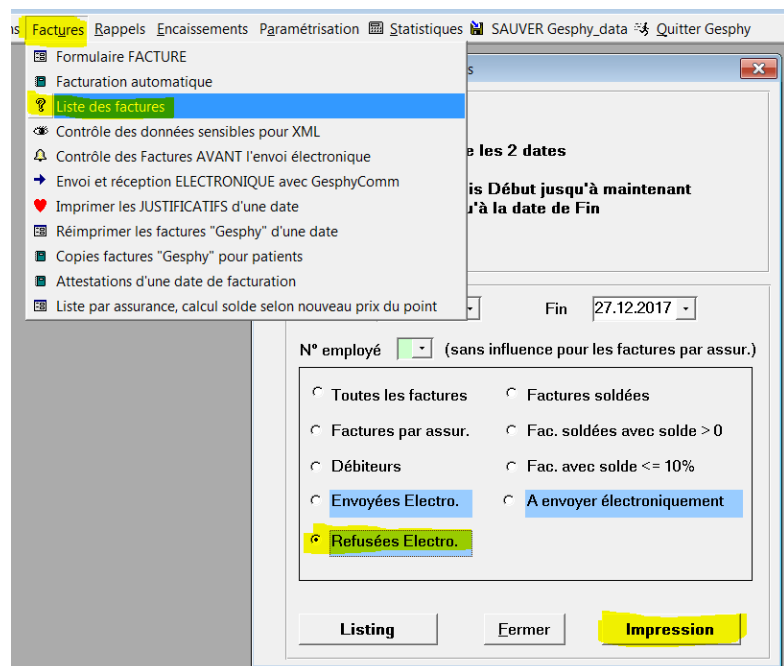 Factures Rappels Encaissements Paramétrisation Statistiques SAUVER Gesphy_data Quitter Gesphy
Formulaire FACTURE
Facturation automatique
Liste des factures
Contrôle des données sensibles pour XML
Contrôle des Factures AVANT l'envoi électronique
Envoi et réception ELECTRONIQUE avec GesphyComm
Imprimer les JUSTIFICATIFS d'une date
Réimprimer les factures "Gesphy" d'une date
Copies factures "Gesphy" pour patients
Attestations d'une date de facturation
Liste par assurance, calcul solde selon nouveau prix du point
les 2 dates
Début jusqu'à maintenant
à la date de Fin
Fin 27.12.2017
N° employé (sans influence pour les factures par assur.)
Toutes les factures Factures soldées
Factures par assur. Fac. soldées avec solde > 0
Débiteurs Fac. avec solde <= 10%
Envoyées Electro. A envoyer électroniquement
Refusées Electro.
Listing Fermer Impression